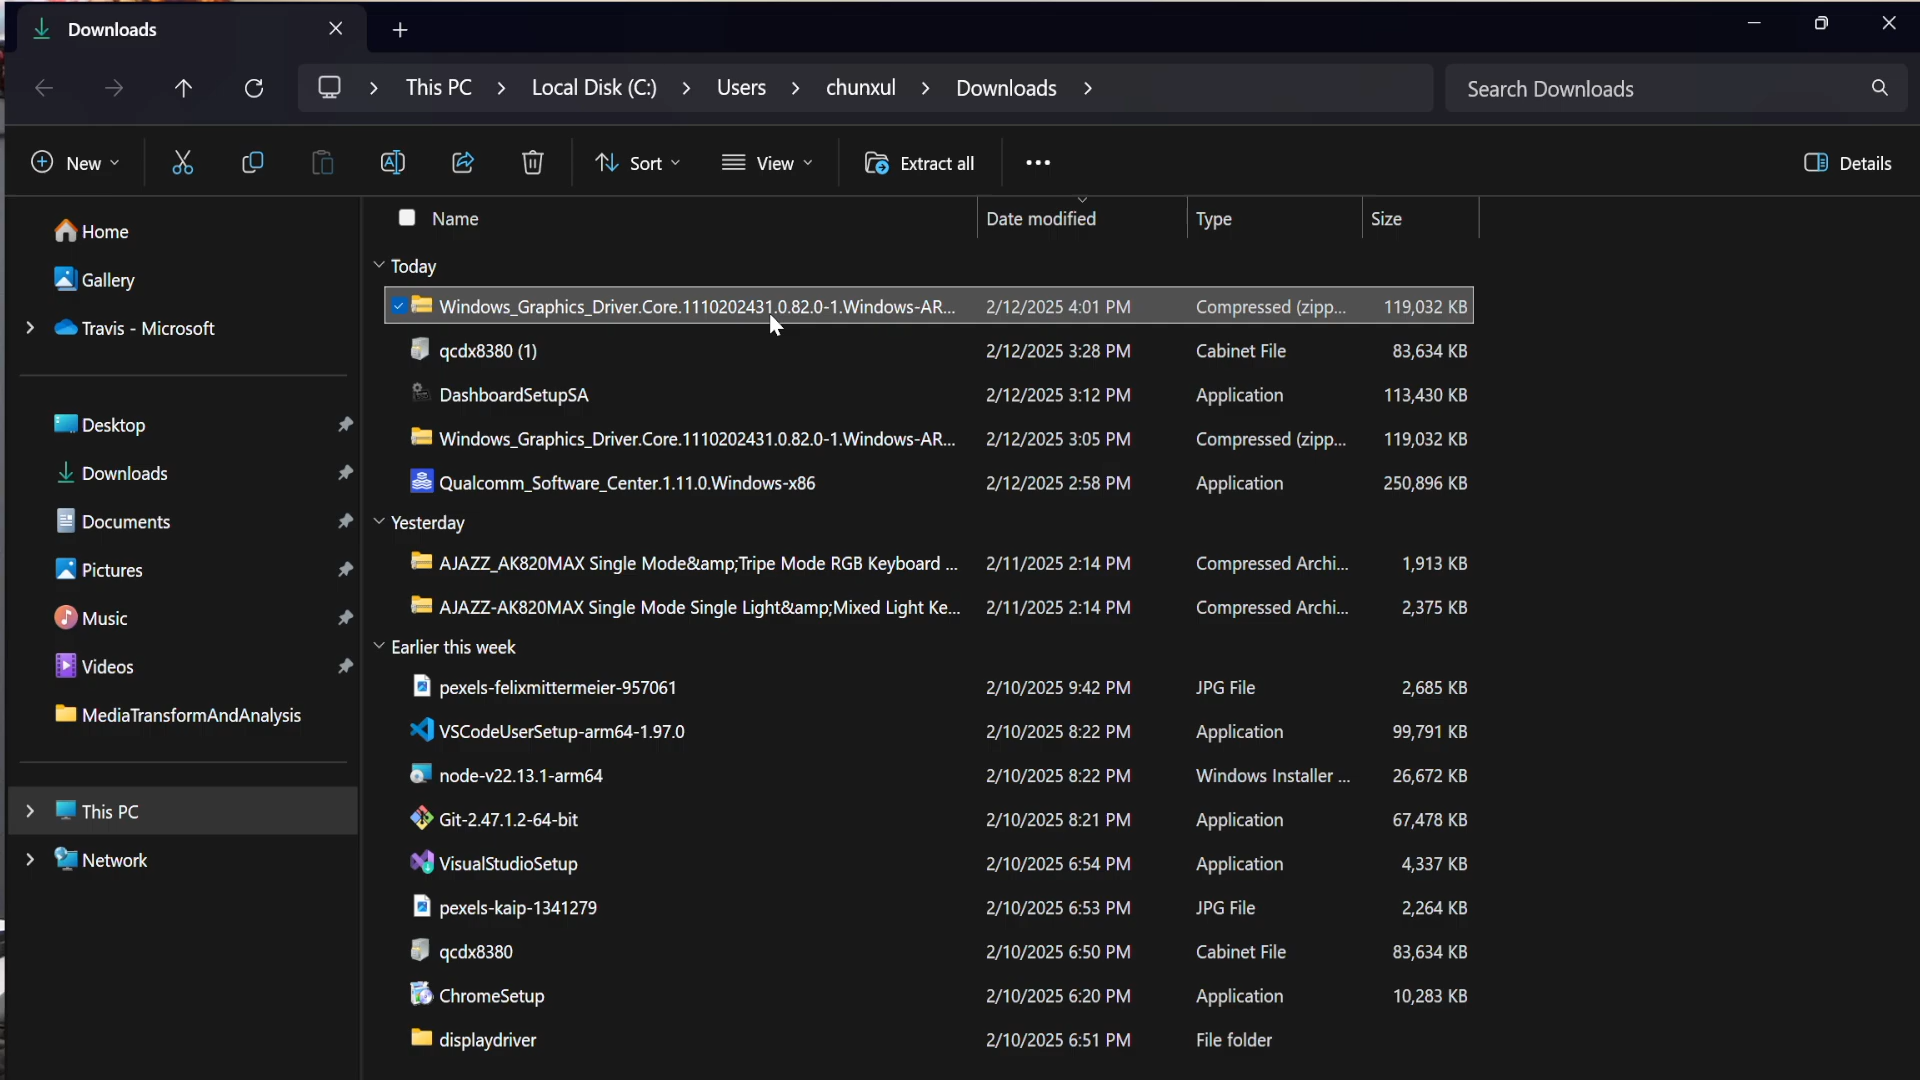 Downloads
This PC > Local Disk (C:) > Users > chunxul > Downloads >
Search Downloads
New
Sort
View
Extract all
Details
Home
Gallery
Travis - Microsoft
Desktop
Downloads
Documents
Pictures
Music
Videos
MediaTransformAndAnalysis
This PC
Network
Name Date modified Type Size
Today
Windows_Graphics_Driver.Core.1110202431.0.82.0-1.Windows-AR... 2/12/2025 4:01 PM Compressed (zipp... 119,032 KB
qcdx8380 (1) 2/12/2025 3:28 PM Cabinet File 83,634 KB
DashboardSetupSA 2/12/2025 3:12 PM Application 113,430 KB
Windows_Graphics_Driver.Core.1110202431.0.82.0-1.Windows-AR... 2/12/2025 3:05 PM Compressed (zipp... 119,032 KB
Qualcomm_Software_Center.1.11.0.Windows-x86 2/12/2025 2:58 PM Application 250,896 KB
Yesterday
AJAZZ_AK820MAX Single Mode&amp;Tripe Mode RGB Keyboard ... 2/11/2025 2:14 PM Compressed Archi... 1,913 KB
AJAZZ-AK820MAX Single Mode Single Light&amp;Mixed Light Ke... 2/11/2025 2:14 PM Compressed Archi... 2,375 KB
Earlier this week
pexels-felixmittermeier-957061 2/10/2025 9:42 PM JPG File 2,685 KB
VSCodeUserSetup-arm64-1.97.0 2/10/2025 8:22 PM Application 99,791 KB
node-v22.13.1-arm64 2/10/2025 8:22 PM Windows Installer ... 26,672 KB
Git-2.47.1.2-64-bit 2/10/2025 8:21 PM Application 67,478 KB
VisualStudioSetup 2/10/2025 6:54 PM Application 4,337 KB
pexels-kaip-1341279 2/10/2025 6:53 PM JPG File 2,264 KB
qcdx8380 2/10/2025 6:50 PM Cabinet File 83,634 KB
ChromeSetup 2/10/2025 6:20 PM Application 10,283 KB
displaydriver 2/10/2025 6:51 PM File folder